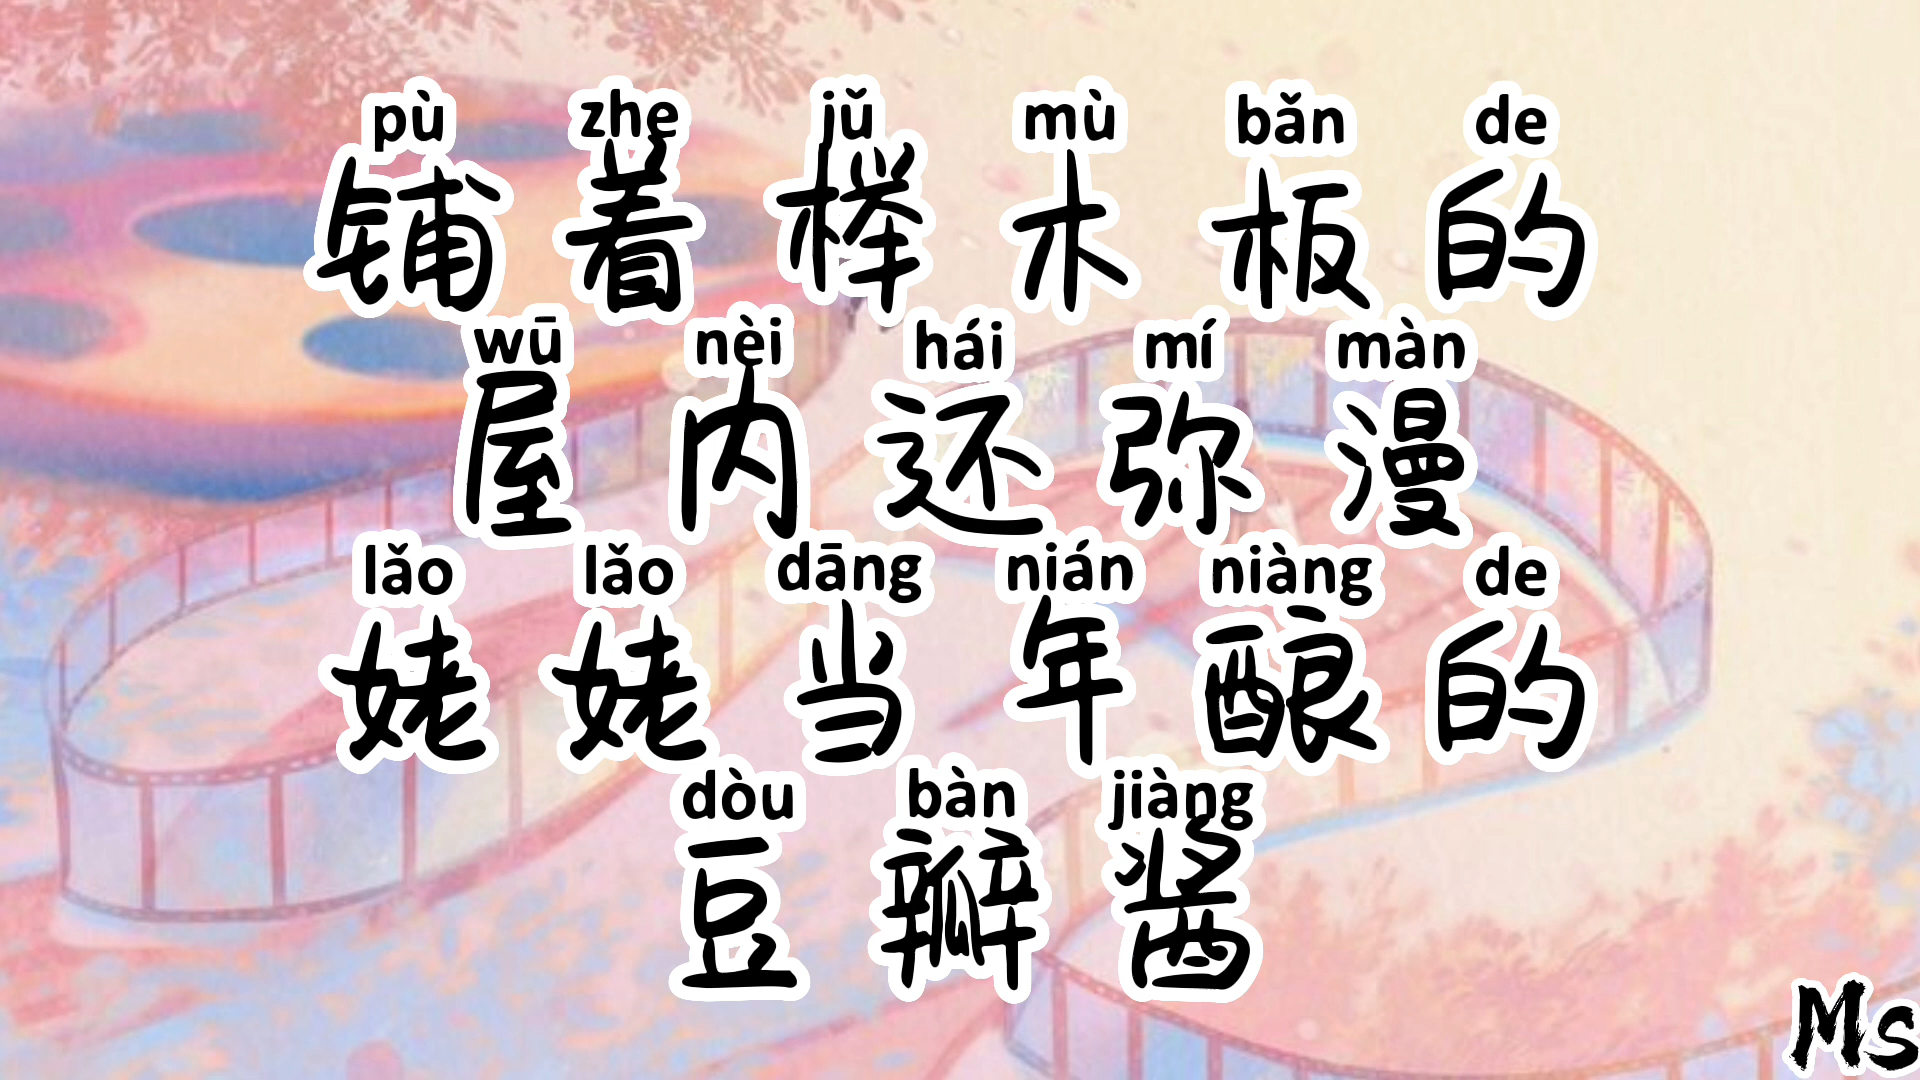 pù zhe jǔ mù bǎn de
铺着榉木板的
wū nèi hái mí màn
屋内还弥漫
lǎo lǎo dāng nián niàng de
姥姥当年酿的
dòu bàn jiàng
豆瓣酱
Ms